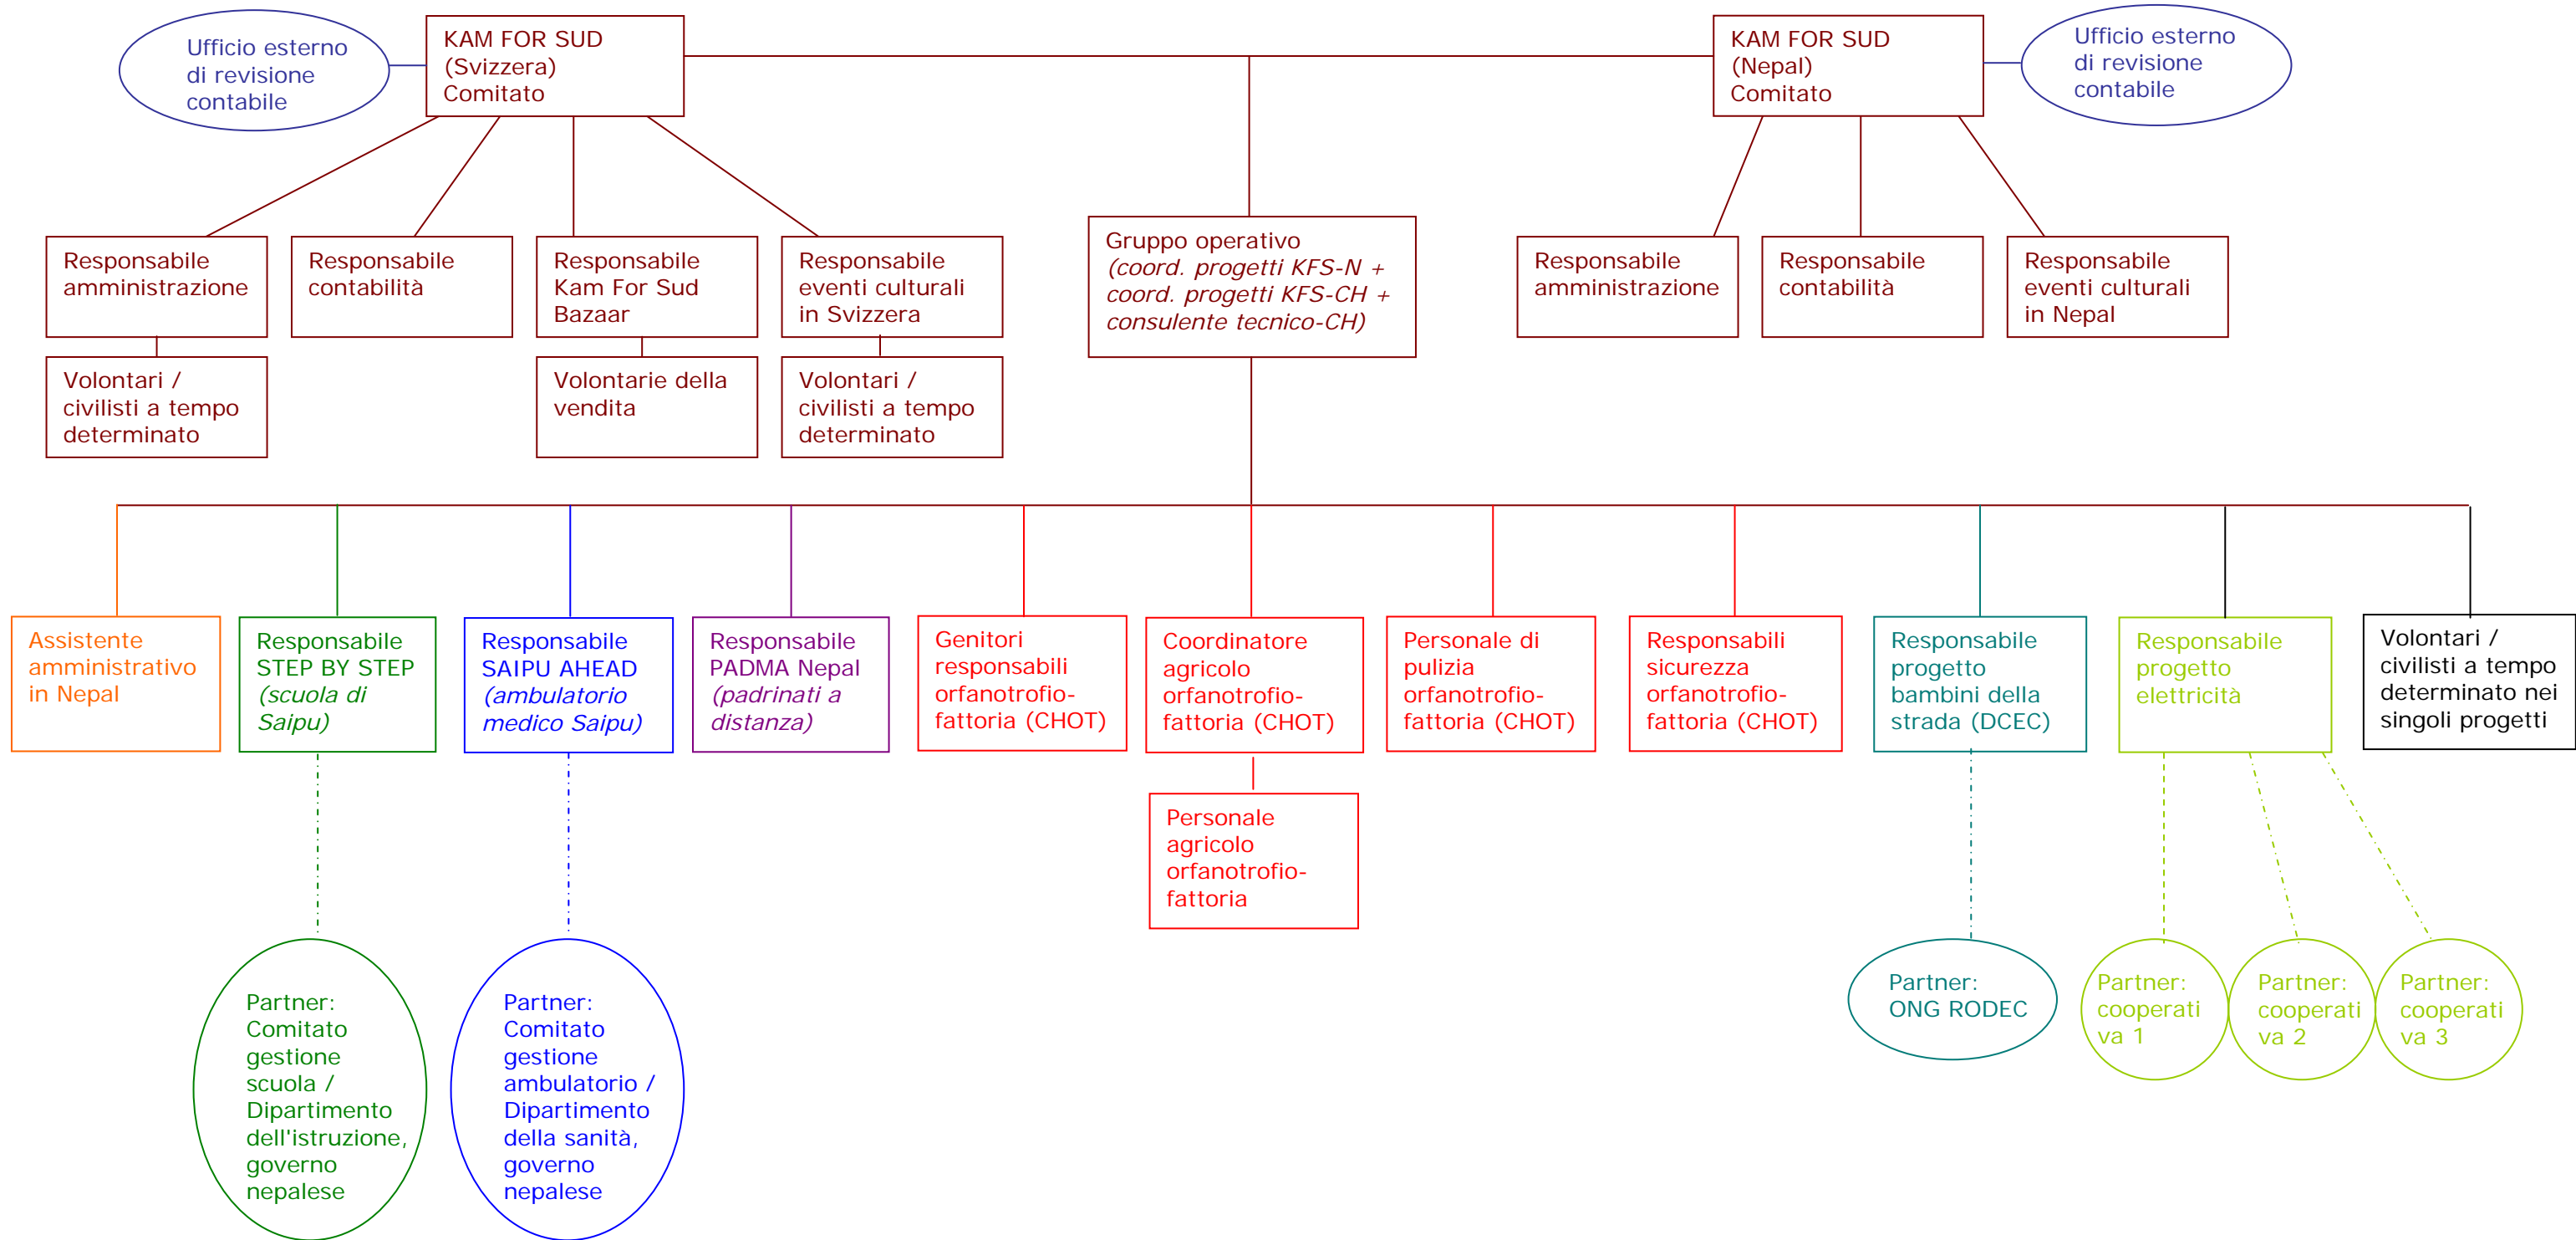 Ufficio esterno
di revisione
contabile
KAM FOR SUD
(Svizzera)
Comitato
KAM FOR SUD
(Nepal)
Comitato
Ufficio esterno
di revisione
contabile
Responsabile
amministrazione
Responsabile
contabilità
Responsabile
Kam For Sud
Bazaar
Responsabile
eventi culturali
in Svizzera
Gruppo operativo
(coord. progetti KFS-N +
coord. progetti KFS-CH +
consulente tecnico-CH)
Responsabile
amministrazione
Responsabile
contabilità
Responsabile
eventi culturali
in Nepal
Volontari /
civilisti a tempo
determinato
Volontarie della
vendita
Volontari /
civilisti a tempo
determinato
Assistente
amministrativo
in Nepal
Responsabile
STEP BY STEP
(scuola di
Saipu)
Responsabile
SAIPU AHEAD
(ambulatorio
medico Saipu)
Responsabile
PADMA Nepal
(padrinati a
distanza)
Genitori
responsabili
orfanotrofio-
fattoria (CHOT)
Coordinatore
agricolo
orfanotrofio-
fattoria (CHOT)
Personale di
pulizia
orfanotrofio-
fattoria (CHOT)
Responsabili
sicurezza
orfanotrofio-
fattoria (CHOT)
Responsabile
progetto
bambini della
strada (DCEC)
Responsabile
progetto
elettricità
Volontari /
civilisti a tempo
determinato nei
singoli progetti
Personale
agricolo
orfanotrofio-
fattoria
Partner:
Comitato
gestione
scuola /
Dipartimento
dell'istruzione,
governo
nepalese
Partner:
Comitato
gestione
ambulatorio /
Dipartimento
della sanità,
governo
nepalese
Partner:
ONG RODEC
Partner:
cooperati
va 1
Partner:
cooperati
va 2
Partner:
cooperati
va 3